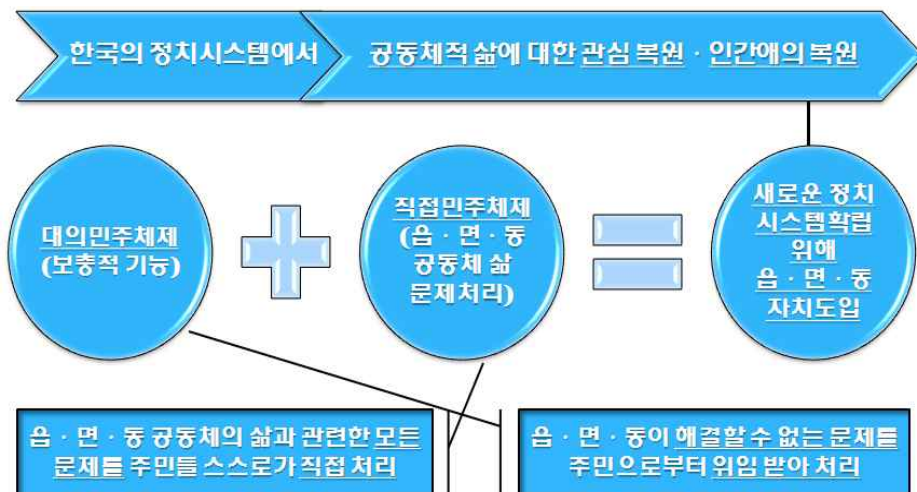 한국의 정치시스템에서
공동체적 삶에 대한 관심 복원 · 인간애의 복원
대의민주체제
(보충적 기능)
직접민주체제
(읍 · 면 · 동
공동체 삶
문제처리)
새로운 정치
시스템확립
위해
읍 · 면 · 동
자치도입
읍 · 면 · 동 공동체의 삶과 관련한 모든
문제를 주민들 스스로가 직접 처리
읍 · 면 · 동이 해결할 수 없는 문제를
주민으로부터 위임 받아 처리